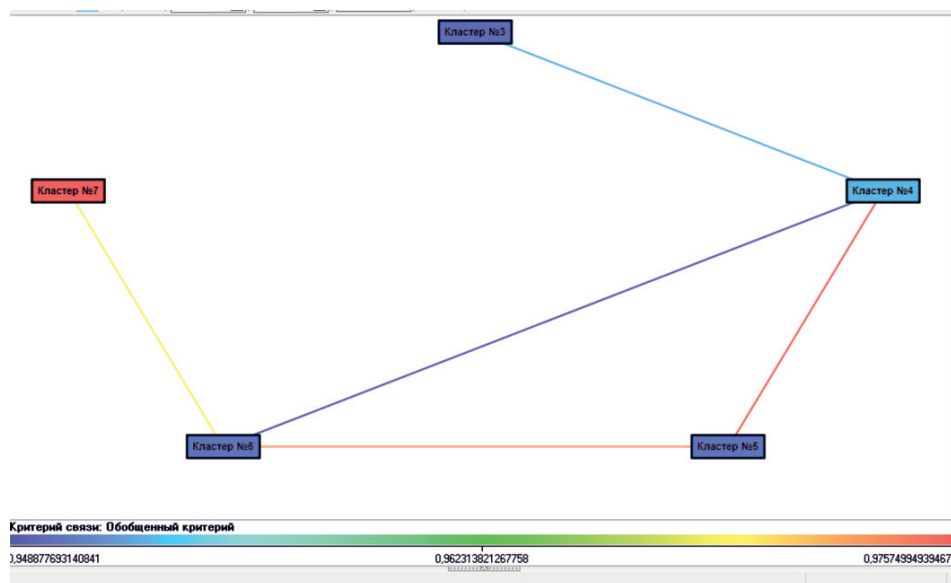 Кластер №3
Кластер №7
Кластер №4
Кластер №6
Кластер №5
Критерий связи: Обобщенный критерий
0,948877693140841
0,962313821267758
0,97574994939467